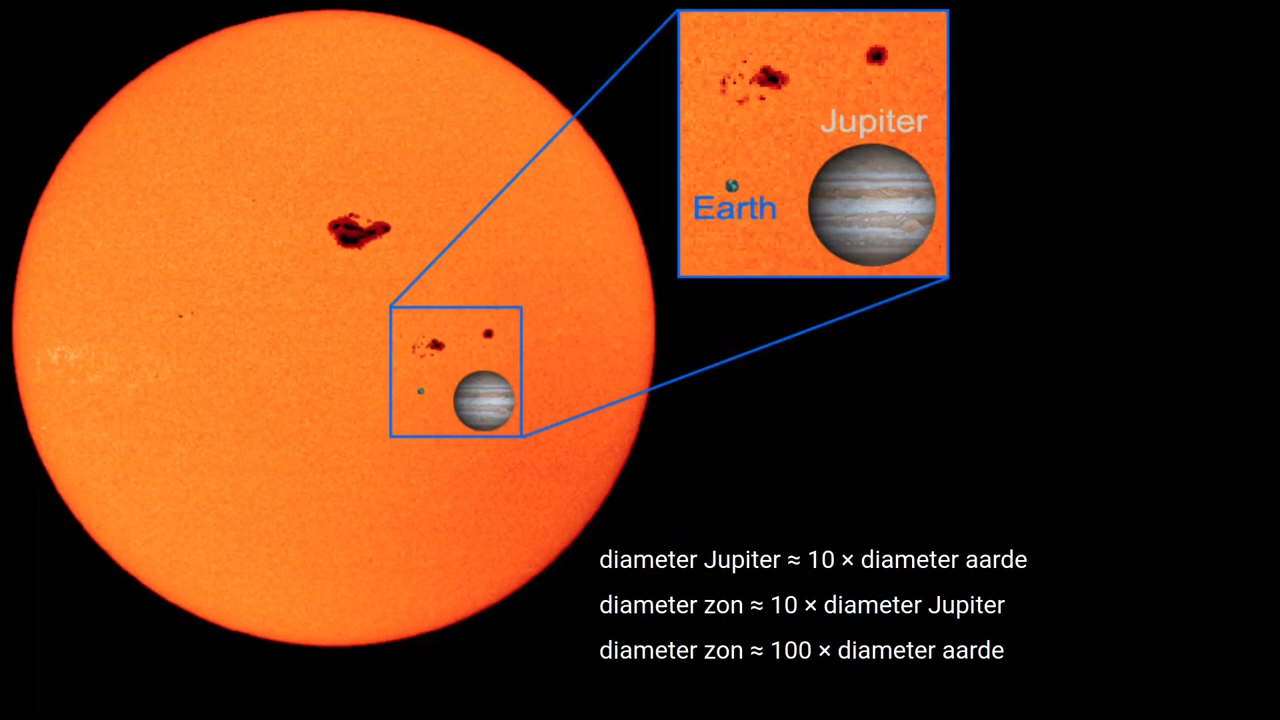 Jupiter
Earth
diameter Jupiter ≈ 10 × diameter aarde
diameter zon ≈ 10 × diameter Jupiter
diameter zon ≈ 100 × diameter aarde